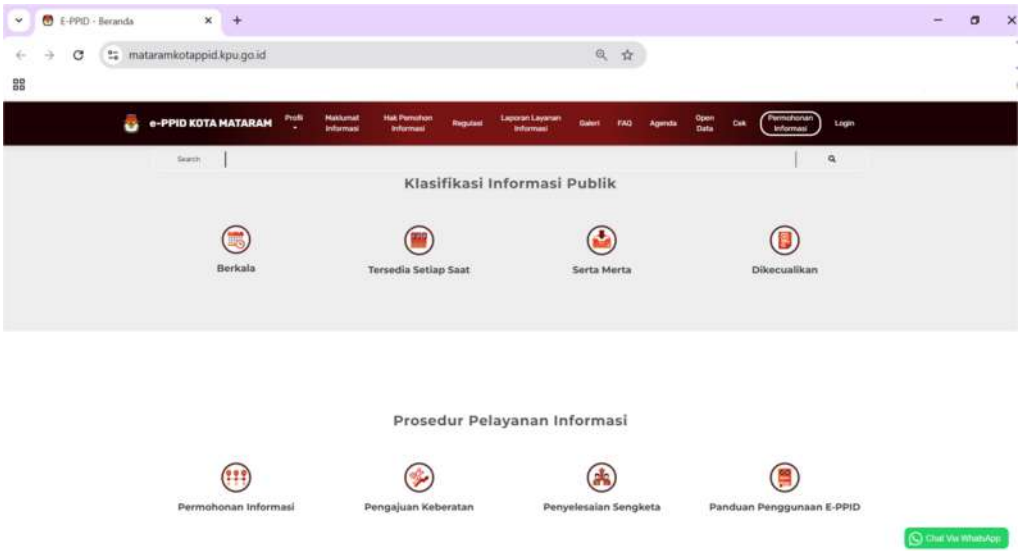 E-PPID - Beranda
mataramkotappid.kpu.go.id
e-PPID KOTA MATARAM
Profil
Maklumat
Informasi
Hak Pemohon
Informasi
Regulasi
Laporan Layanan
Informasi
Galeri
FAQ
Agenda
Open
Data
Cek
Permohonan
Informasi
Login
Search
Klasifikasi Informasi Publik
Berkala
Tersedia Setiap Saat
Serta Merta
Dikecualikan
Prosedur Pelayanan Informasi
Permohonan Informasi
Pengajuan Keberatan
Penyelesaian Sengketa
Panduan Penggunaan E-PPID
Chat Via WhatsApp